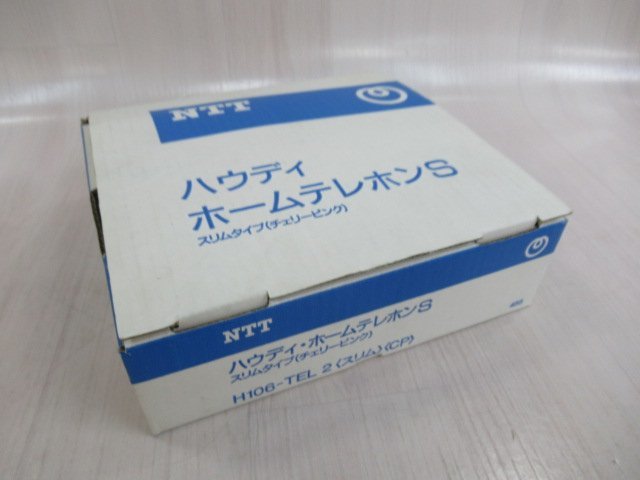 NTT
ハウディ
ホームテレホンS
スリムタイプ(チェリーピンク)
NTT
ハウディ・ホームテレホンS
スリムタイプ(チェリーピンク)
H106-TEL 2(スリム)(CP)